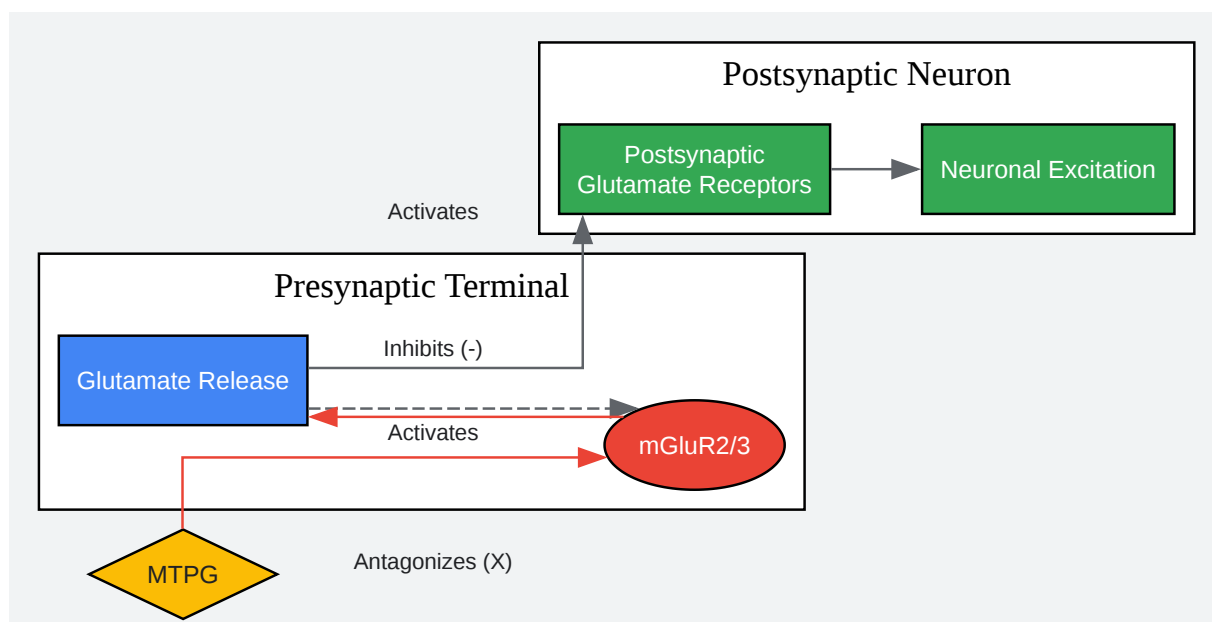 Postsynaptic Neuron
Postsynaptic
Glutamate Receptors
Neuronal Excitation
Activates
Presynaptic Terminal
Inhibits (-)
Glutamate Release
Activates
mGluR2/3
Antagonizes (X)
MTPG